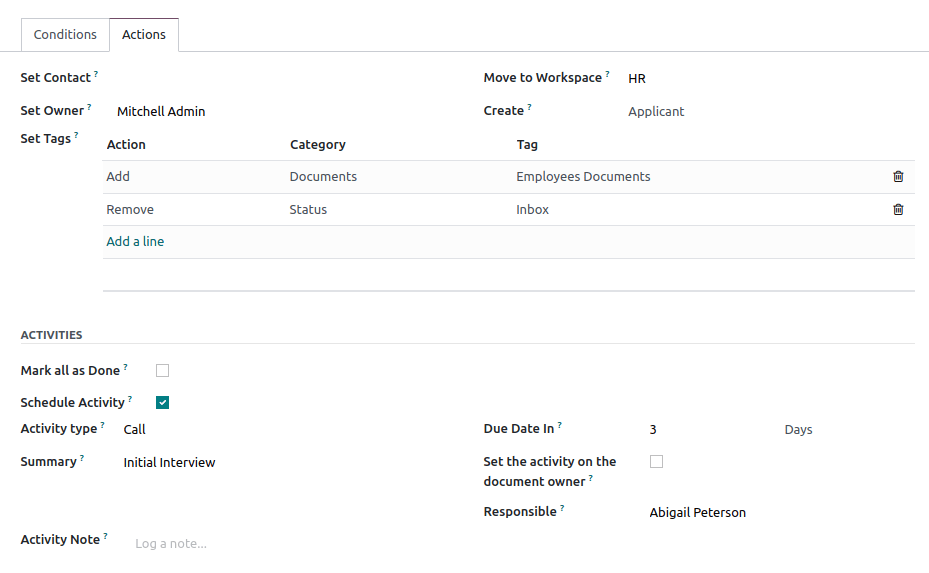 Conditions Actions
Set Contact ? Move to Workspace ? HR
Set Owner ? Mitchell Admin Create ? Applicant
Set Tags ? Action Category Tag
Add Documents Employees Documents
Remove Status Inbox
Add a line
ACTIVITIES
Mark all as Done ?
Schedule Activity ?
Activity type ? Call Due Date In ? 3 Days
Summary ? Initial Interview Set the activity on the
document owner ?
Responsible ? Abigail Peterson
Activity Note ? Log a note...